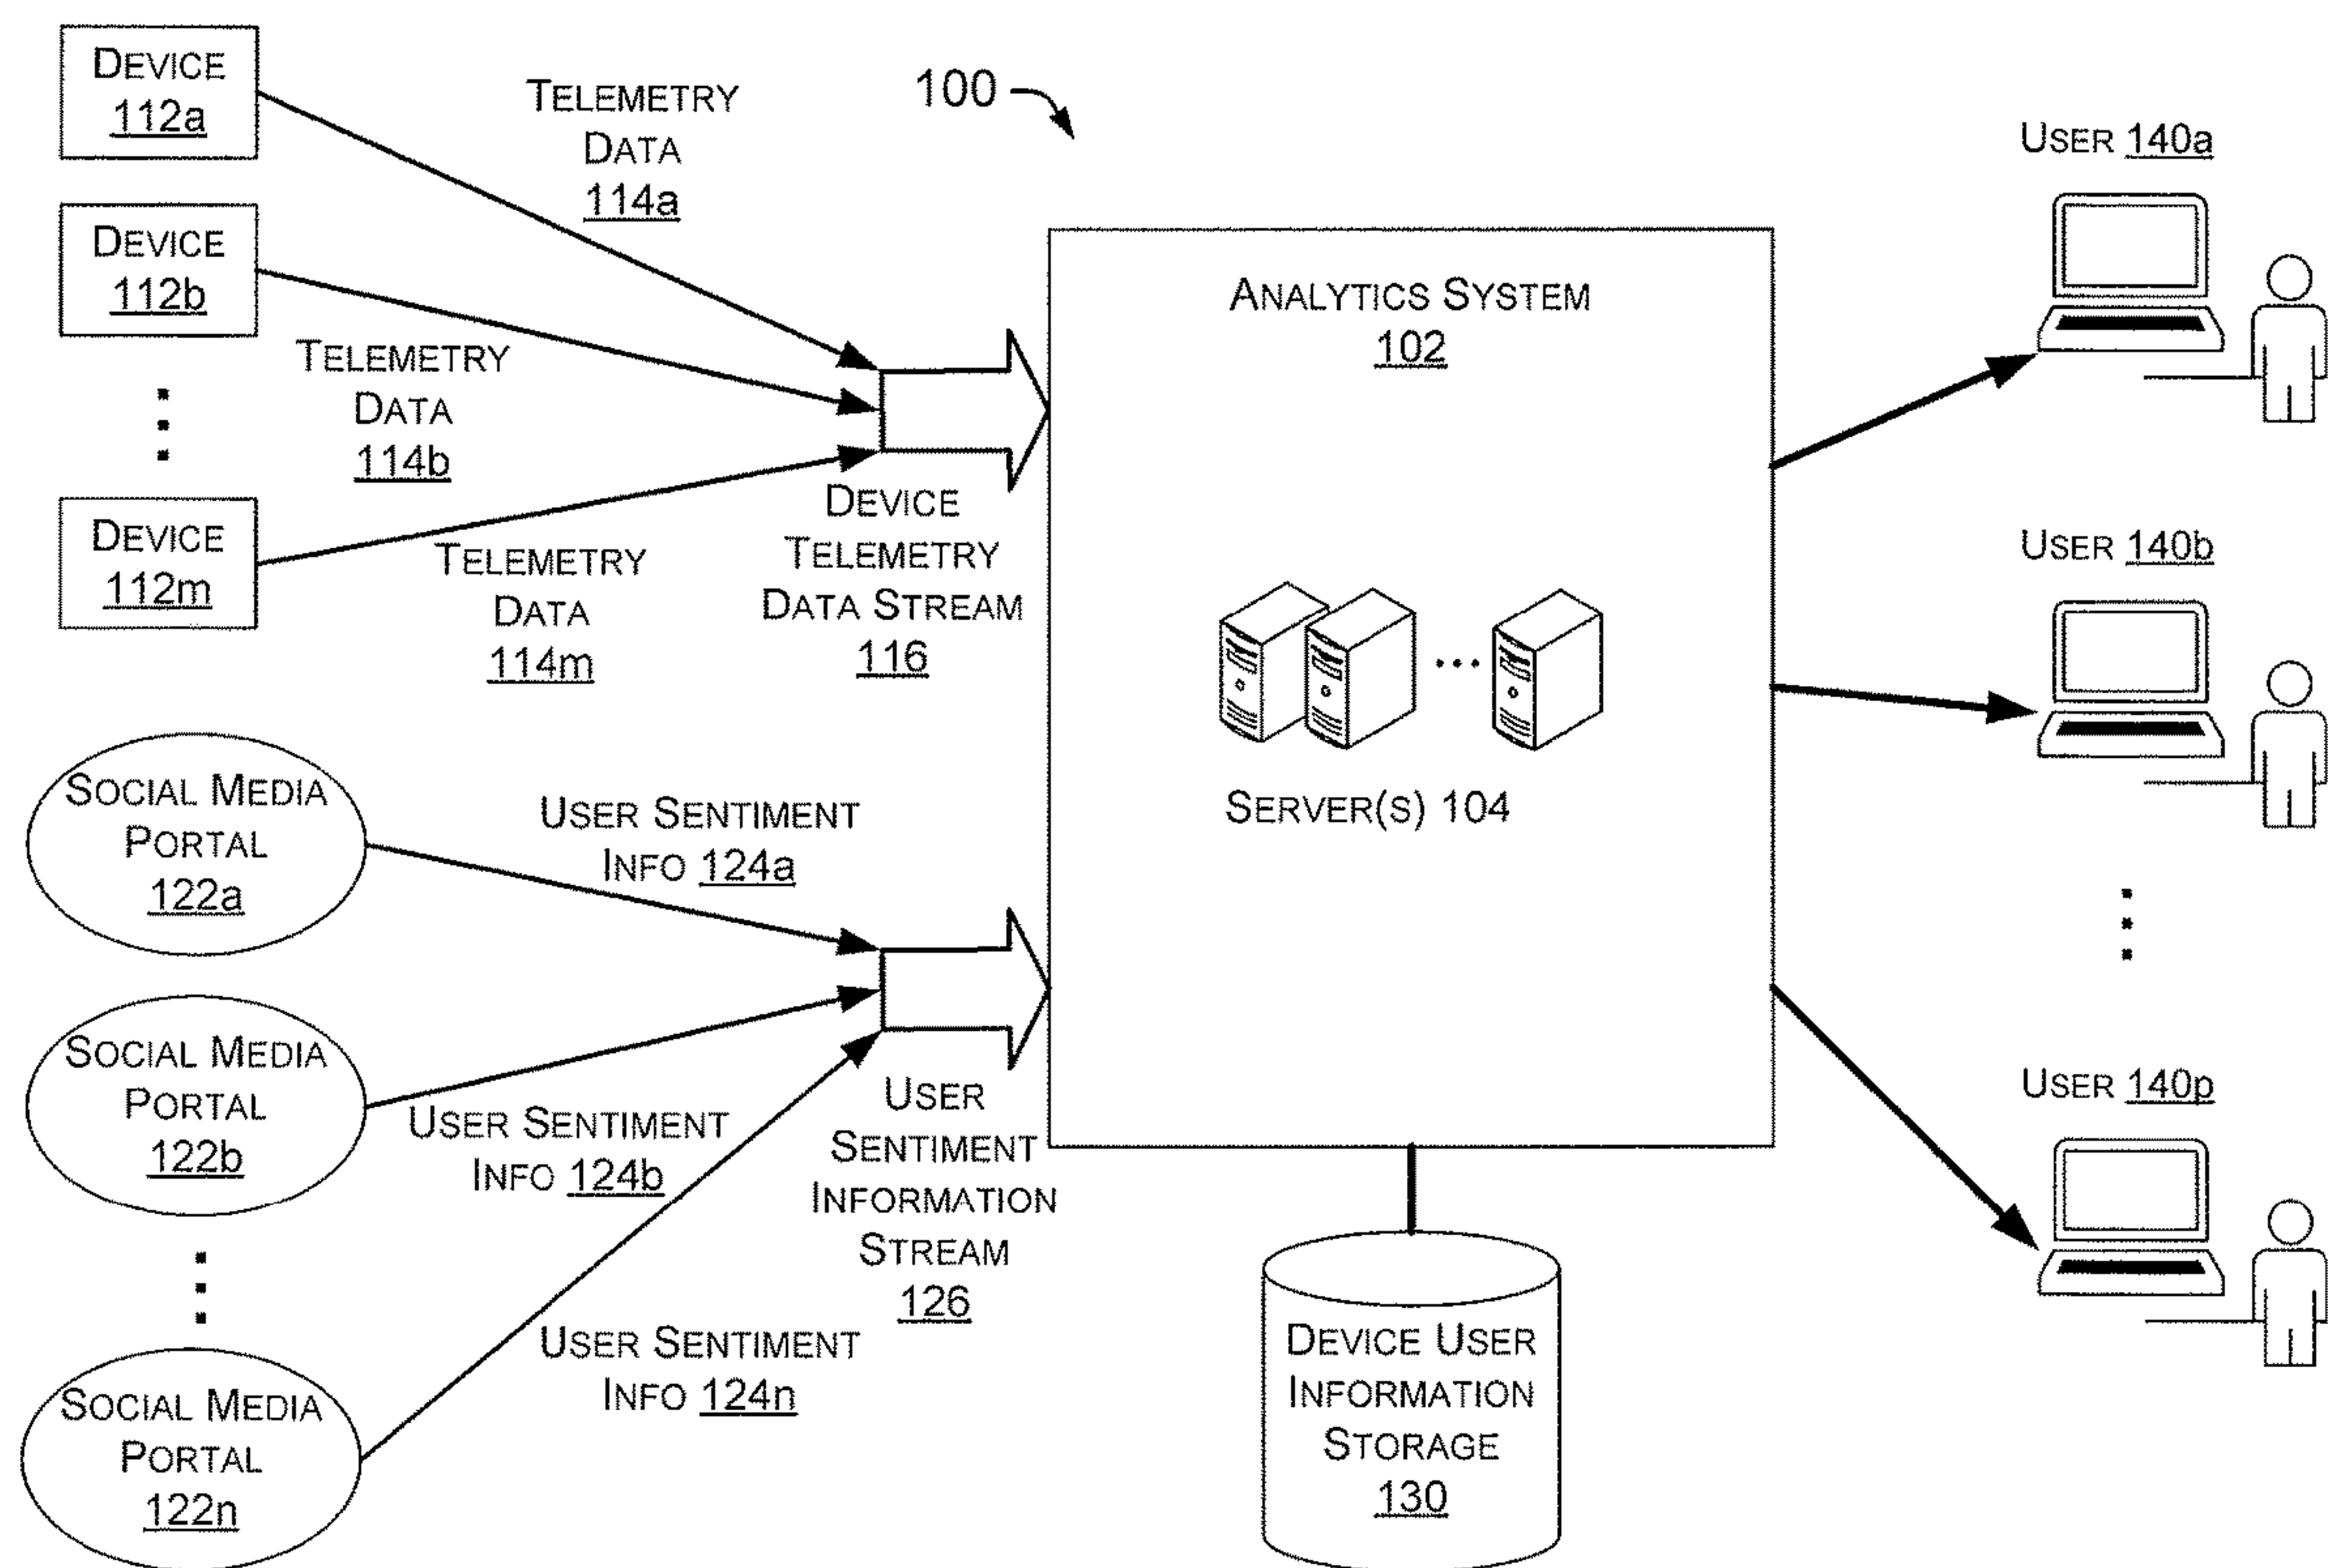 DEVICE
112a
TELEMETRY
DATA
114a
100
USER 140a
DEVICE
112b
TELEMETRY
DATA
114b
ANALYTICS SYSTEM
102
DEVICE
112m
TELEMETRY
DATA
114m
DEVICE
TELEMETRY
DATA STREAM
116
USER 140b
SERVER(S) 104
SOCIAL MEDIA
PORTAL
122a
USER SENTIMENT
INFO 124a
SOCIAL MEDIA
PORTAL
122b
USER SENTIMENT
INFO 124b
USER
SENTIMENT
INFORMATION
STREAM
126
USER 140p
SOCIAL MEDIA
PORTAL
122n
USER SENTIMENT
INFO 124n
DEVICE USER
INFORMATION
STORAGE
130